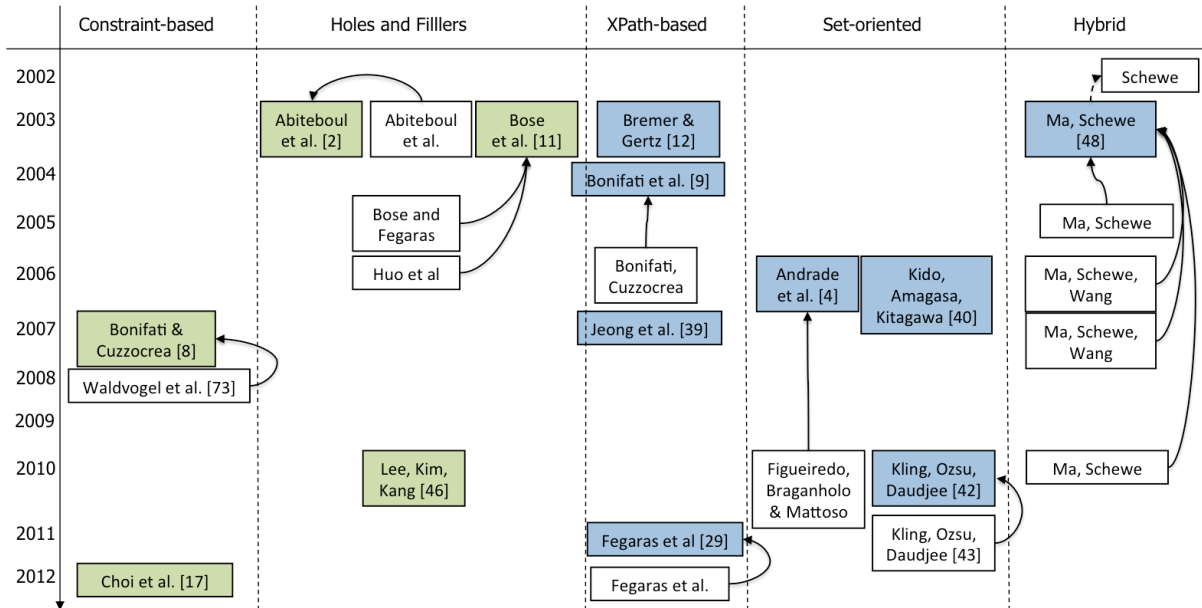 Constraint-based
Holes and Filllers
XPath-based
Set-oriented
Hybrid
2002
Schewe
2003
Abiteboul
et al. [2]
Abiteboul
et al.
Bose
et al. [11]
Bremer &
Gertz [12]
Ma, Schewe
[48]
2004
Bonifati et al. [9]
2005
Bose and
Fegaras
Ma, Schewe
2006
Huo et al
Bonifati,
Cuzzocrea
Andrade
et al. [4]
Kido,
Amagasa,
Kitagawa [40]
Ma, Schewe,
Wang
2007
Bonifati &
Cuzzocrea [8]
Jeong et al. [39]
Ma, Schewe,
Wang
2008
Waldvogel et al. [73]
2009
2010
Lee, Kim,
Kang [46]
Figueiredo,
Braganholo
& Mattoso
Kling, Ozsu,
Daudjee [42]
Ma, Schewe
2011
Fegaras et al [29]
Kling, Ozsu,
Daudjee [43]
2012
Choi et al. [17]
Fegaras et al.